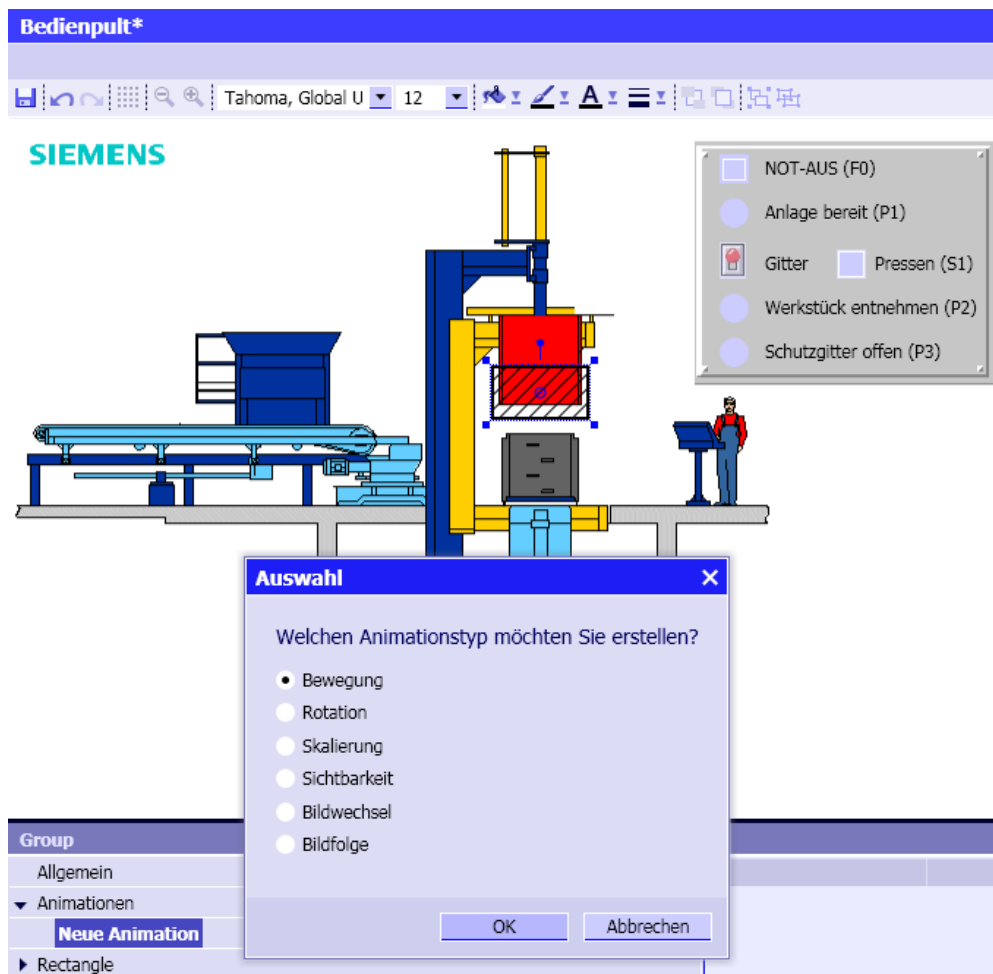 Bedienpult*
Tahoma, Global U 12
A
SIEMENS
NOT-AUS (F0)
Anlage bereit (P1)
Gitter Pressen (S1)
Werkstück entnehmen (P2)
Schutzgitter offen (P3)
Auswahl
Welchen Animationstyp möchten Sie erstellen?
Bewegung
Rotation
Skalierung
Sichtbarkeit
Bildwechsel
Bildfolge
OK Abbrechen
Group
Allgemein
Animationen
Neue Animation
Rectangle